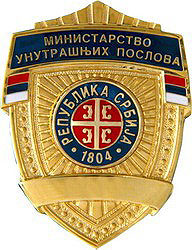 МИНИСТАРСТВО
УНУТРАШЊИХ ПОСЛОВА
РЕПУБЛИКА СРБИЈА
1804